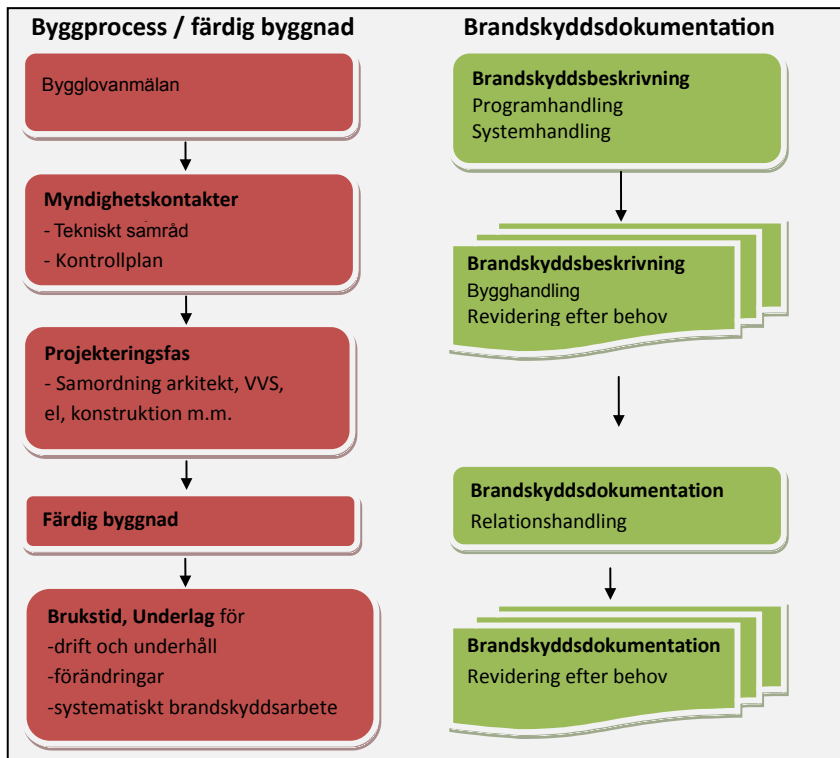 Byggprocess / färdig byggnad
Bygglovanmälan
Myndighetskontakter
- Tekniskt samråd
- Kontrollplan
Projekteringsfas
- Samordning arkitekt, VVS,
el, konstruktion m.m.
Färdig byggnad
Brukstid, Underlag för
-drift och underhåll
-förändringar
-systematiskt brandskyddsarbete
Brandskyddsdokumentation
Brandskyddsbeskrivning
Programhandling
Systemhandling
Brandskyddsbeskrivning
Bygghandling
Revidering efter behov
Brandskyddsdokumentation
Relationshandling
Brandskyddsdokumentation
Revidering efter behov